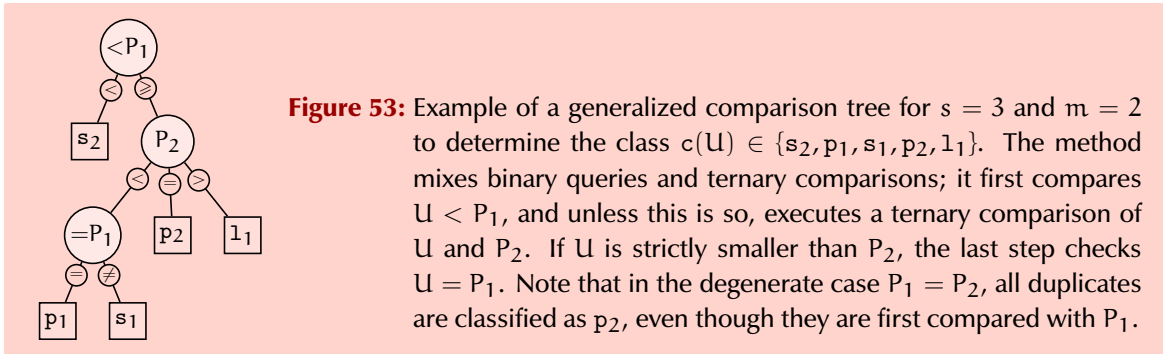 <P₁
< ⩾
s₂ P₂
< = >
=P₁ p₂ l₁
= ≠
p₁ s₁
Figure 53: Example of a generalized comparison tree for s = 3 and m = 2
to determine the class c(U) ∈ {s₂, p₁, s₁, p₂, l₁}. The method
mixes binary queries and ternary comparisons; it first compares
U < P₁, and unless this is so, executes a ternary comparison of
U and P₂. If U is strictly smaller than P₂, the last step checks
U = P₁. Note that in the degenerate case P₁ = P₂, all duplicates
are classified as p₂, even though they are first compared with P₁.